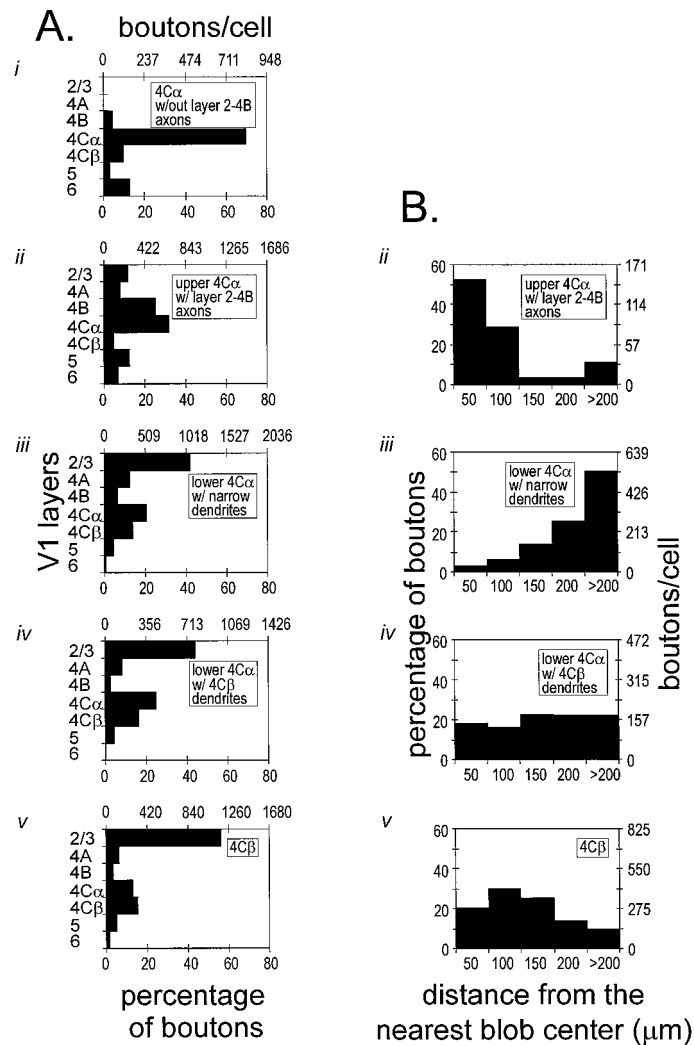 A.
boutons/cell
i
0 237 474 711 948
2/3
4A
4B
4Cα
4Cβ
5
6
4Cα
w/out layer 2-4B
axons
0 20 40 60 80
ii
0 422 843 1265 1686
2/3
4A
4B
4Cα
4Cβ
5
6
upper 4Cα
w/ layer 2-4B
axons
0 20 40 60 80
iii
0 509 1018 1527 2036
2/3
4A
4B
4Cα
4Cβ
5
6
lower 4Cα
w/ narrow
dendrites
0 20 40 60 80
iv
0 356 713 1069 1426
2/3
4A
4B
4Cα
4Cβ
5
6
lower 4Cα
w/ 4Cβ
dendrites
0 20 40 60 80
v
0 420 840 1260 1680
2/3
4A
4B
4Cα
4Cβ
5
6
4Cβ
0 20 40 60 80
V1 layers
percentage
of boutons
B.
ii
60
40
20
0
upper 4Cα
w/ layer 2-4B
axons
171
114
57
0
50 100 150 200 >200
iii
60
40
20
0
lower 4Cα
w/ narrow
dendrites
639
426
213
0
50 100 150 200 >200
iv
60
40
20
0
lower 4Cα
w/ 4Cβ
dendrites
472
315
157
0
50 100 150 200 >200
v
60
40
20
0
4Cβ
825
550
275
0
50 100 150 200 >200
percentage of boutons
boutons/cell
distance from the
nearest blob center (μm)